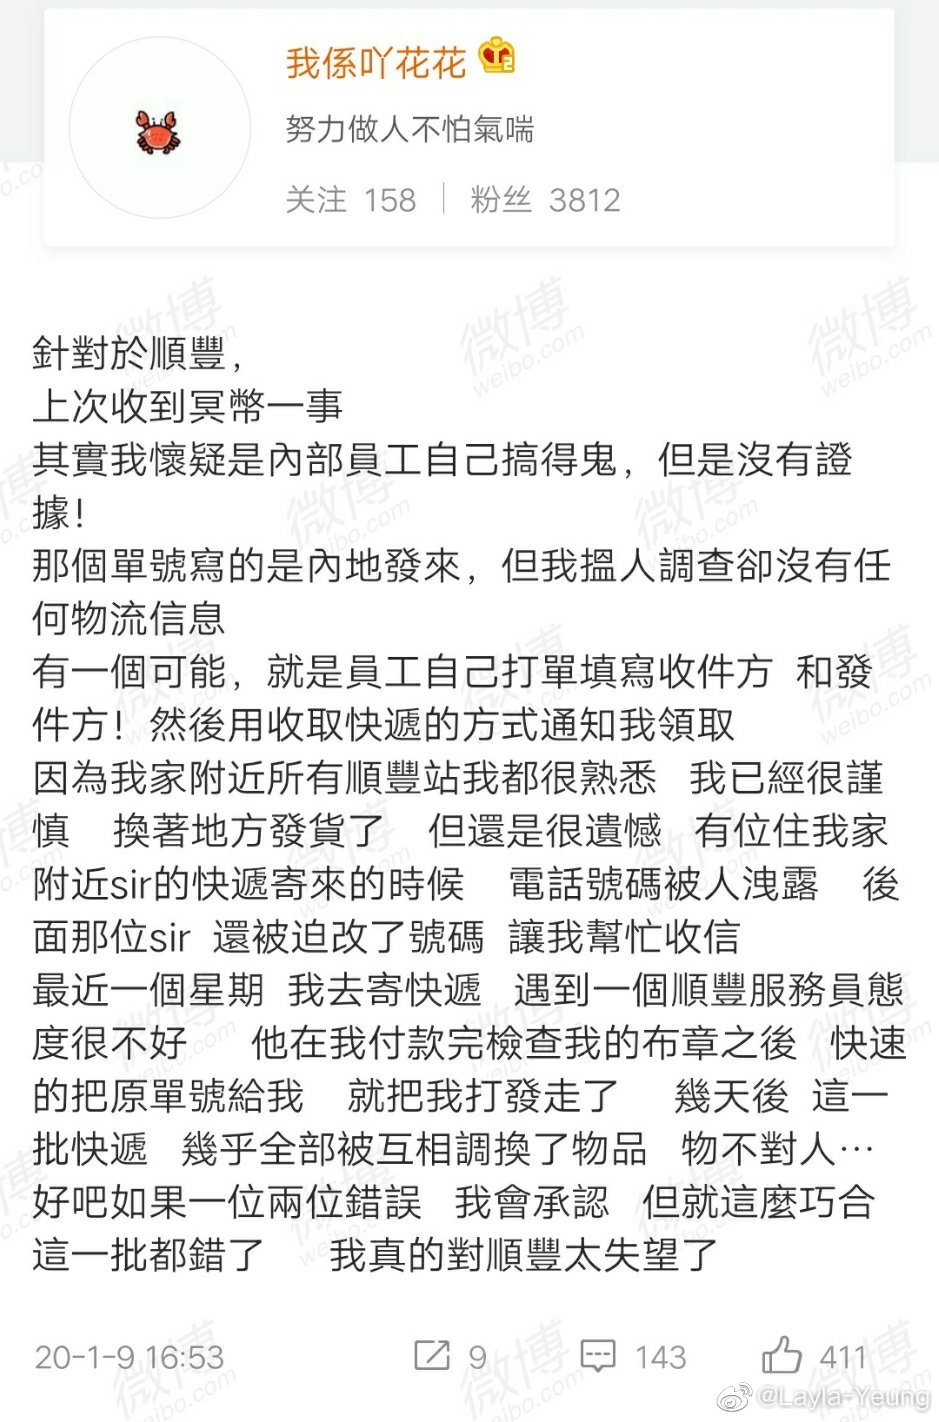 我係吖花花
努力做人不怕氣喘
关注 158 | 粉丝 3812
針對於順豐，
上次收到冥幣一事
其實我懷疑是內部員工自己搞得鬼，但是沒有證
據！
那個單號寫的是內地發來，但我搵人調查卻沒有任
何物流信息
有一個可能，就是員工自己打單填寫收件方 和發
件方！然後用收取快遞的方式通知我領取
因為我家附近所有順豐站我都很熟悉 我已經很謹
慎 換著地方發貨了 但還是很遺憾 有位住我家
附近sir的快遞寄來的時候 電話號碼被人洩露 後
面那位sir 還被迫改了號碼 讓我幫忙收信
最近一個星期 我去寄快遞 遇到一個順豐服務員態
度很不好 他在我付款完檢查我的布章之後 快速
的把原單號給我 就把我打發走了 幾天後 這一
批快遞 幾乎全部被互相調換了物品 物不對人…
好吧如果一位兩位錯誤 我會承認 但就這麼巧合
這一批都錯了 我真的對順豐太失望了
20-1-9 16:53 9 143 411
@Layla-Yeung
微博
weibo.com